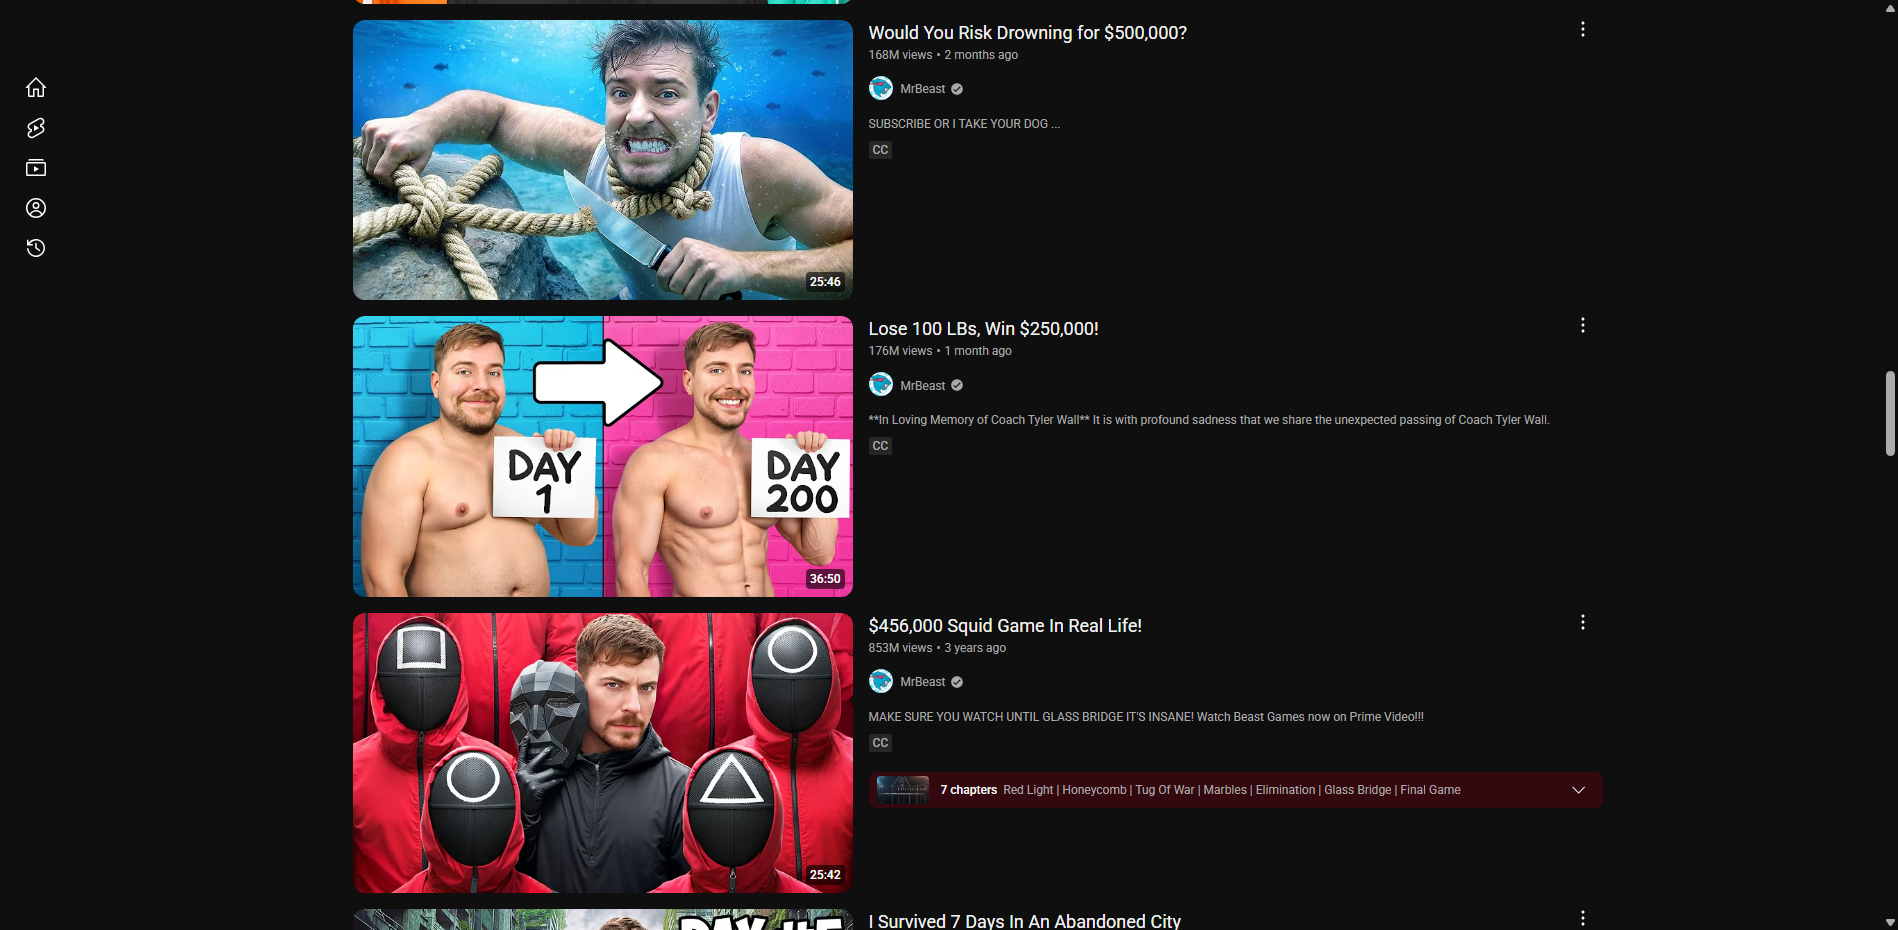 Would You Risk Drowning for $500,000?
168M views • 2 months ago
MrBeast
SUBSCRIBE OR I TAKE YOUR DOG ...
CC
25:46
Lose 100 LBs, Win $250,000!
176M views • 1 month ago
MrBeast
**In Loving Memory of Coach Tyler Wall** It is with profound sadness that we share the unexpected passing of Coach Tyler Wall.
CC
DAY
1
DAY
200
36:50
$456,000 Squid Game In Real Life!
853M views • 3 years ago
MrBeast
MAKE SURE YOU WATCH UNTIL GLASS BRIDGE IT'S INSANE! Watch Beast Games now on Prime Video!!!
CC
7 chapters Red Light | Honeycomb | Tug Of War | Marbles | Elimination | Glass Bridge | Final Game
25:42
I Survived 7 Days In An Abandoned City